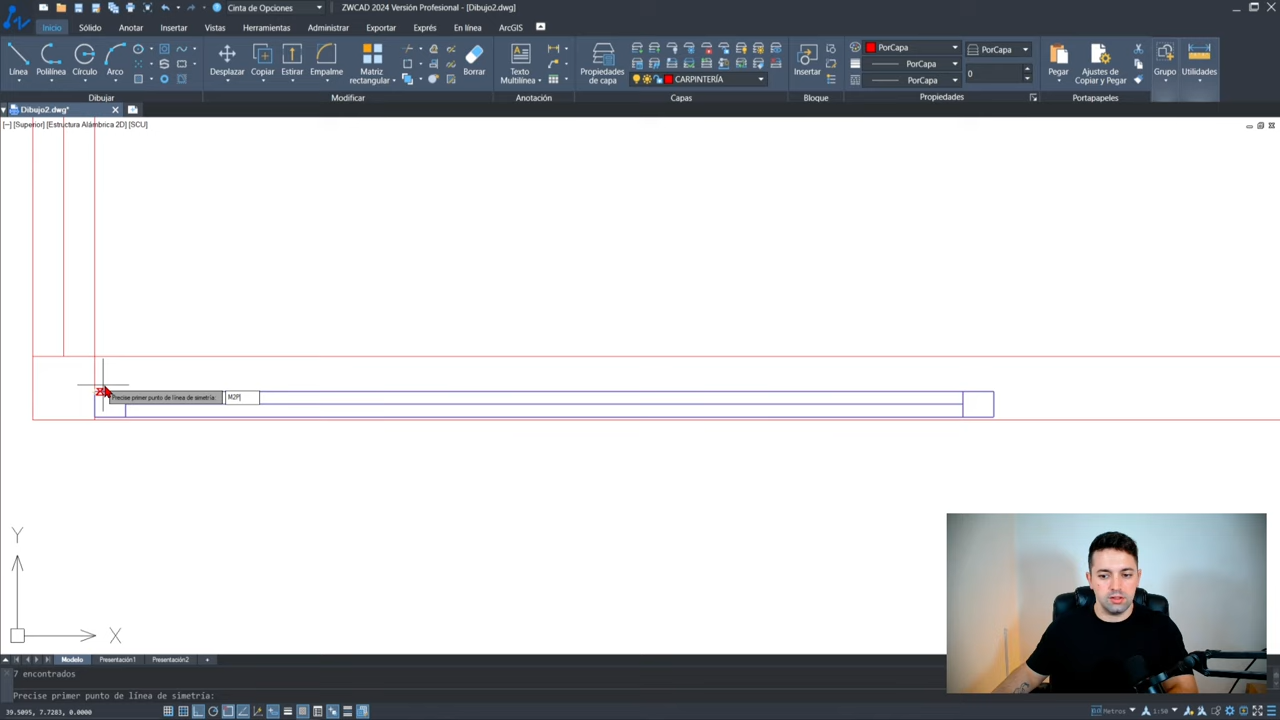 Cinta de Opciones
ZWCAD 2024 Versión Profesional - [Dibujo2.dwg]
Inicio Sólido Anotar Insertar Vistas Herramientas Administrar Exportar Exprés En línea ArcGIS
Línea Polilínea Círculo Arco
Desplazar Copiar Estirar Empalme Matriz rectangular Borrar
Texto Multilínea
Propiedades de capa
CARPINTERÍA
Insertar
PorCapa
PorCapa
PorCapa
PorCapa
0
Pegar Ajustes de Copiar y Pegar
Grupo Utilidades
Dibujar Modificar Anotación Capas Bloque Propiedades Portapapeles
Dibujo2.dwg*
[−] [Superior] [Estructura Alámbrica 2D] [SCU]
Precise primer punto de línea de simetría: M2P
Y
X
Modelo Presentación1 Presentación2 +
7 encontrados
Precise primer punto de línea de simetría:
39.5095, 7.7283, 0.0000
Metros 1:50